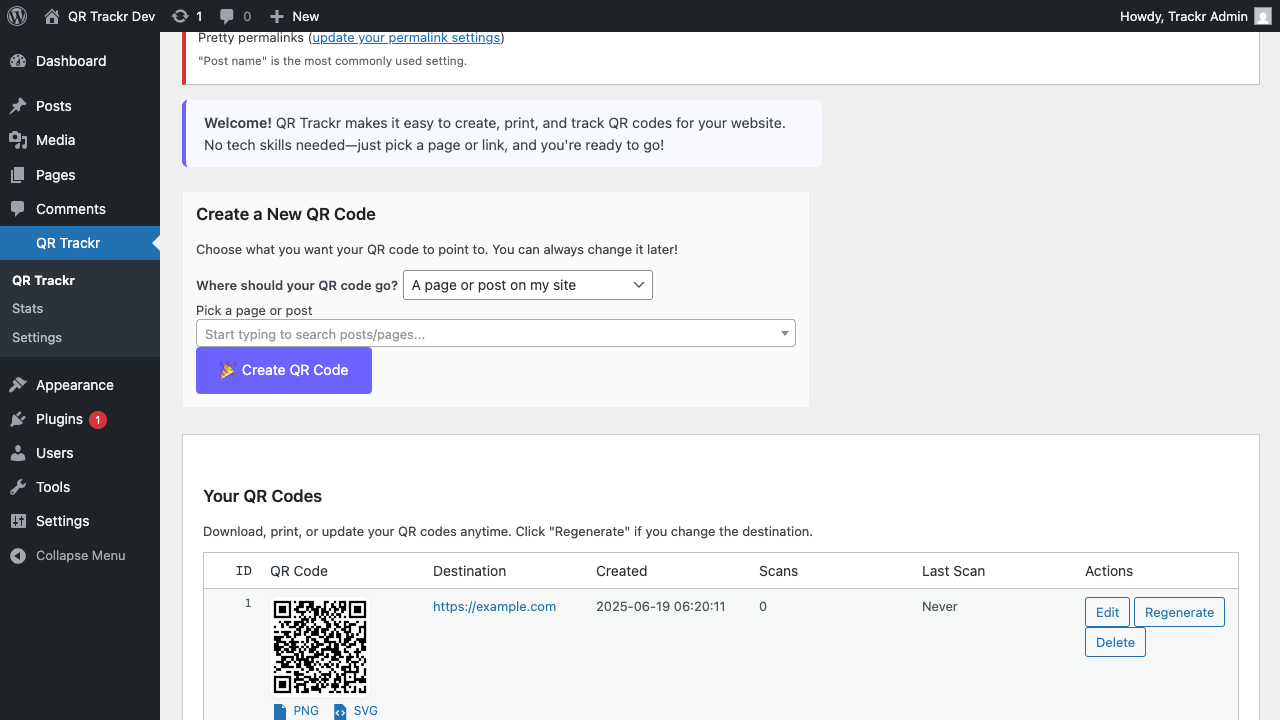 QR Trackr Dev 1 0 New Howdy, Trackr Admin
Dashboard
Posts
Media
Pages
Comments
QR Trackr
QR Trackr
Stats
Settings
Appearance
Plugins 1
Users
Tools
Settings
Collapse Menu
Pretty permalinks (update your permalink settings)
"Post name" is the most commonly used setting.
Welcome! QR Trackr makes it easy to create, print, and track QR codes for your website.
No tech skills needed—just pick a page or link, and you're ready to go!
Create a New QR Code
Choose what you want your QR code to point to. You can always change it later!
Where should your QR code go? A page or post on my site
Pick a page or post
Start typing to search posts/pages...
🎉 Create QR Code
Your QR Codes
Download, print, or update your QR codes anytime. Click "Regenerate" if you change the destination.
ID QR Code Destination Created Scans Last Scan Actions
1 https://example.com 2025-06-19 06:20:11 0 Never Edit Regenerate
Delete
PNG SVG